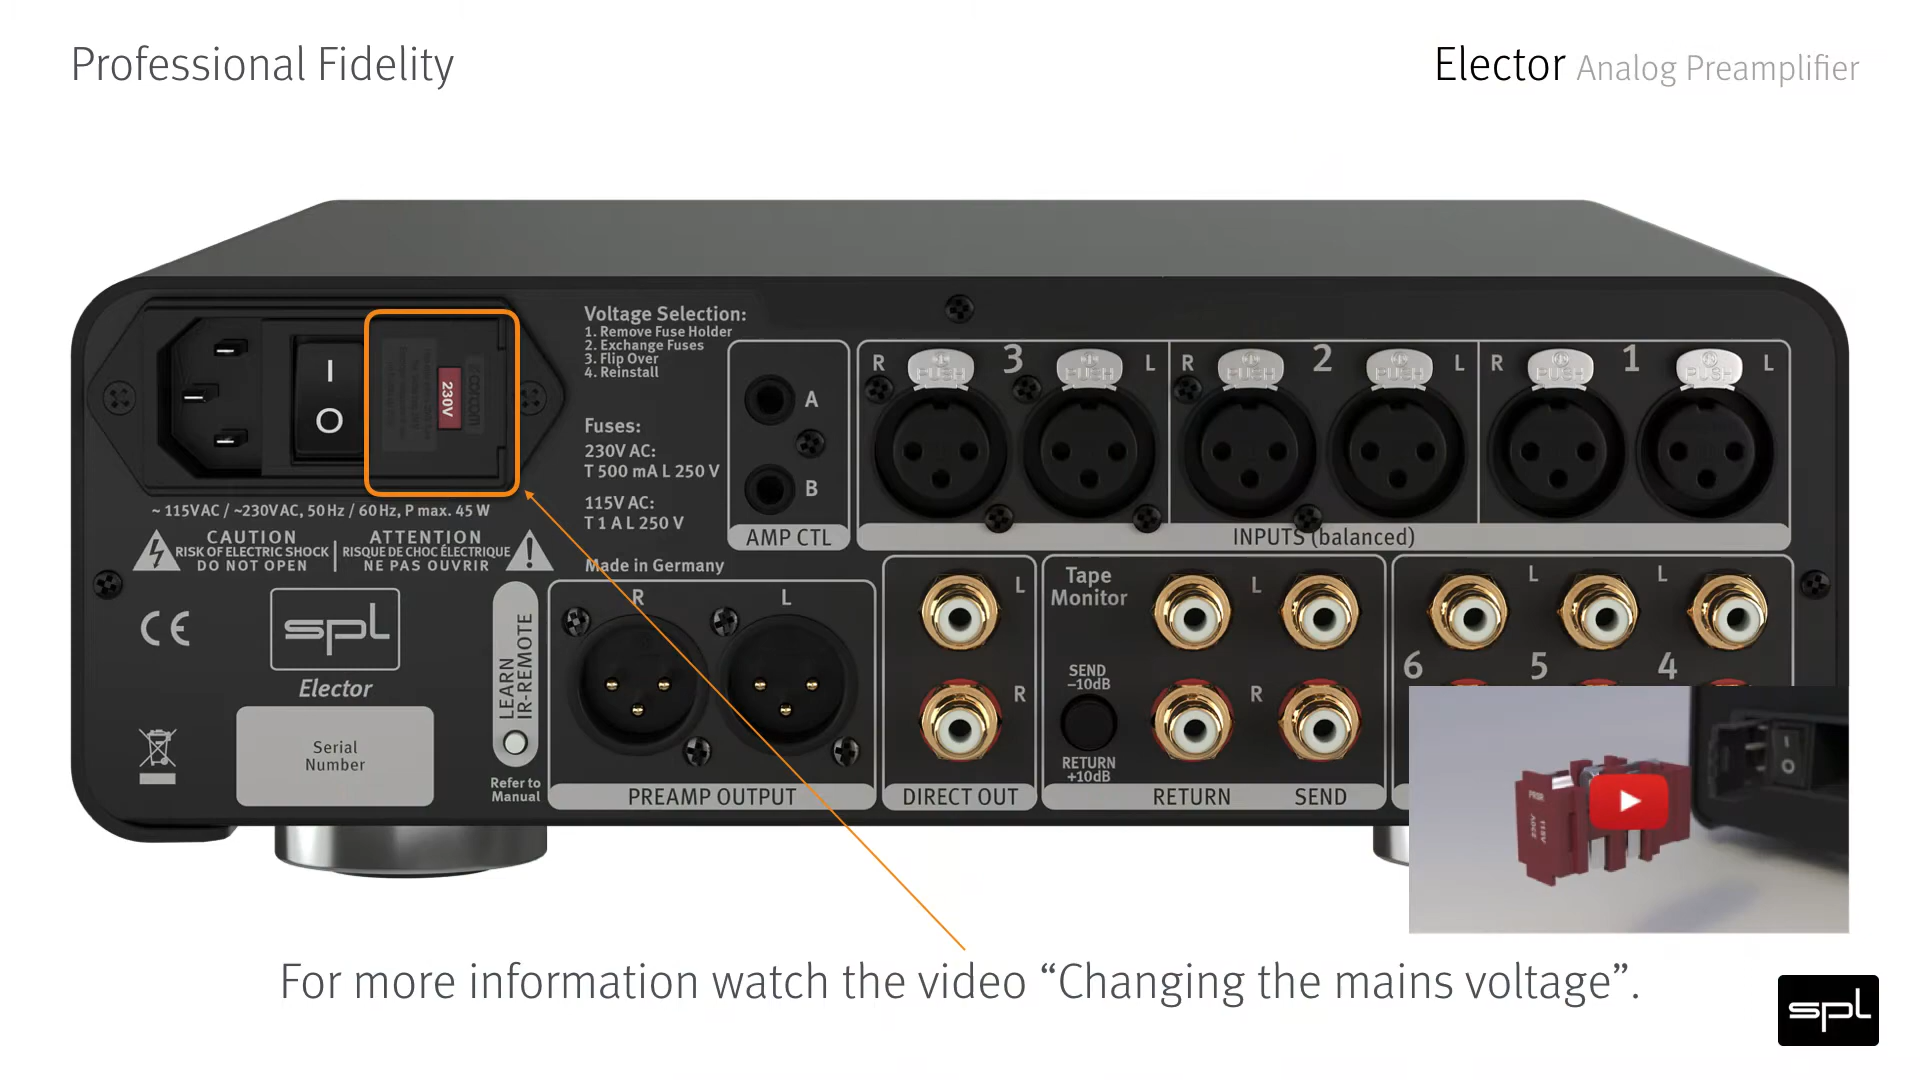 Professional Fidelity
Elector Analog Preamplifier
Voltage Selection:
1. Remove Fuse Holder
2. Exchange Fuses
3. Flip Over
4. Reinstall
Fuses:
230V AC:
T 500 mA L 250 V
115V AC:
T 1 A L 250 V
Made in Germany
I
O
corcom
230V
~ 115VAC / ~230VAC, 50Hz / 60Hz, P max. 45 W
CAUTION
RISK OF ELECTRIC SHOCK
DO NOT OPEN
ATTENTION
RISQUE DE CHOC ÉLECTRIQUE
NE PAS OUVRIR
A
B
AMP CTL
R 3 L R 2 L R 1 L
PUSH PUSH PUSH PUSH PUSH PUSH
INPUTS (balanced)
CE
spl
Elector
Serial
Number
LEARN
IR-REMOTE
Refer to
Manual
R L
PREAMP OUTPUT
L
R
DIRECT OUT
Tape
Monitor
L
SEND
–10dB
R
RETURN
+10dB
RETURN SEND
L L
6 5 4
I
O
115V
For more information watch the video “Changing the mains voltage”.
spl